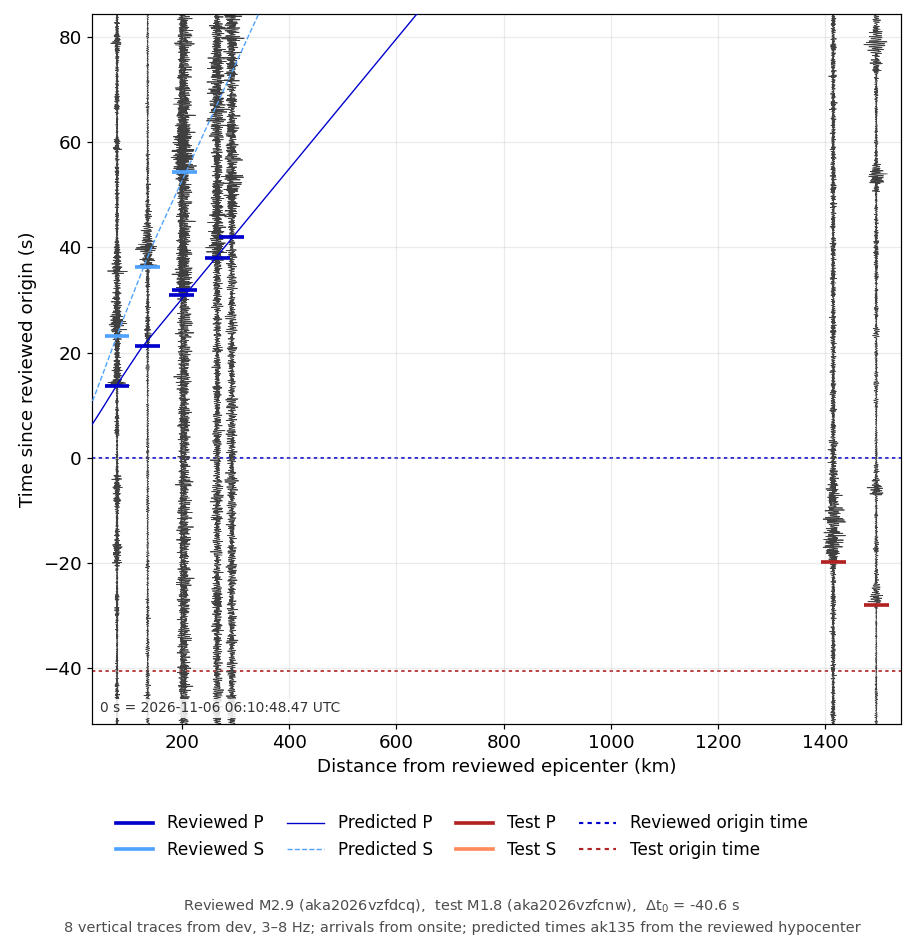 80
60
40
20
0
−20
−40
Time since reviewed origin (s)
0 s = 2026-11-06 06:10:48.47 UTC
200 400 600 800 1000 1200 1400
Distance from reviewed epicenter (km)
Reviewed P Predicted P Test P Reviewed origin time
Reviewed S Predicted S Test S Test origin time
Reviewed M2.9 (aka2026vzfdcq), test M1.8 (aka2026vzfcnw), Δt₀ = -40.6 s
8 vertical traces from dev, 3–8 Hz; arrivals from onsite; predicted times ak135 from the reviewed hypocenter